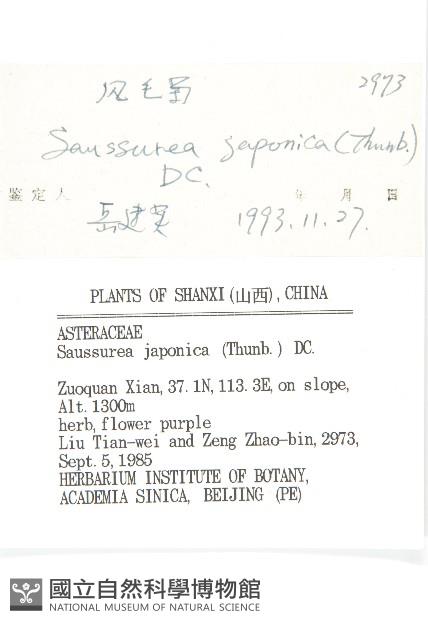 风毛菊 2973
Saussurea japonica (Thunb.)
DC.
鉴定人 岳建英 年 月 日
1993.11.27.
PLANTS OF SHANXI (山西), CHINA
ASTERACEAE
Saussurea japonica (Thunb.) DC.
Zuoquan Xian, 37.1N, 113.3E, on slope,
Alt. 1300m
herb, flower purple
Liu Tian-wei and Zeng Zhao-bin, 2973,
Sept. 5, 1985
HERBARIUM INSTITUTE OF BOTANY,
ACADEMIA SINICA, BEIJING (PE)
國立自然科學博物館
NATIONAL MUSEUM OF NATURAL SCIENCE